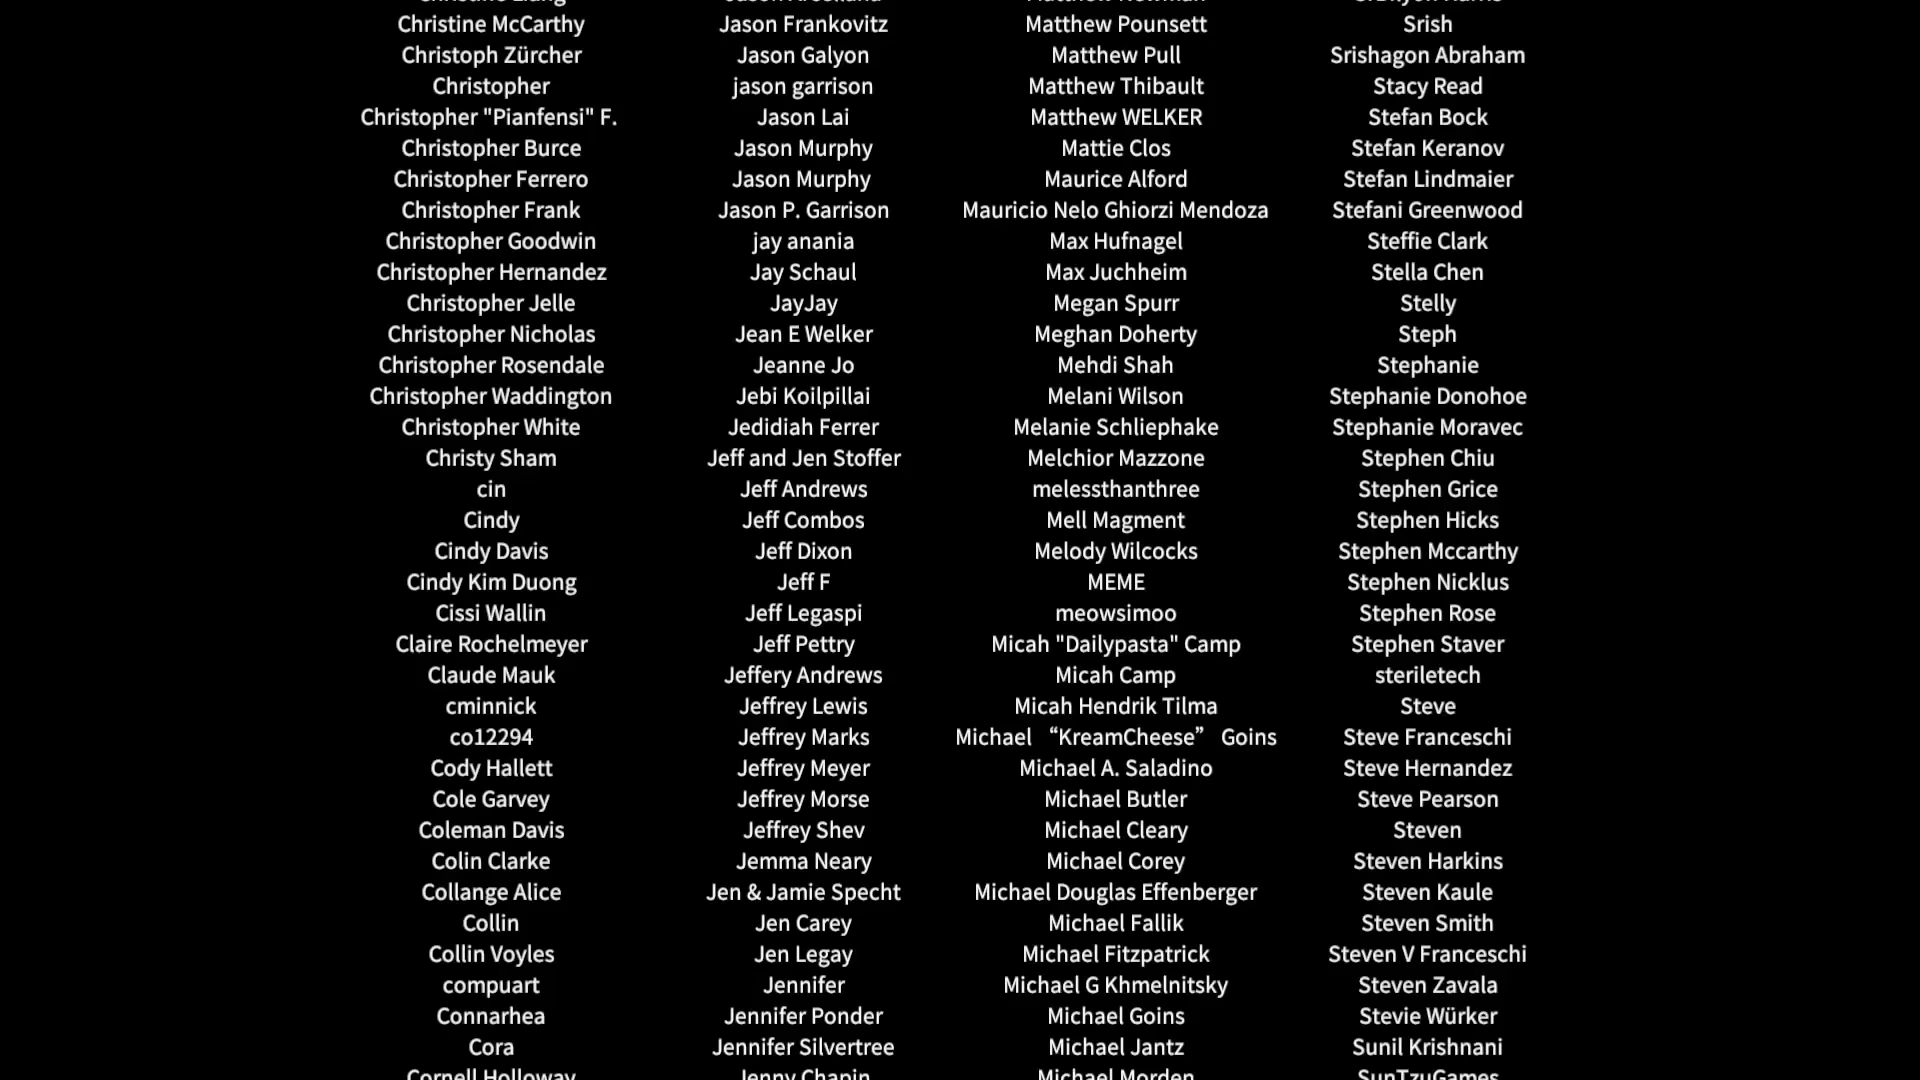 Christine McCarthy
Christoph Zürcher
Christopher
Christopher "Pianfensi" F.
Christopher Burce
Christopher Ferrero
Christopher Frank
Christopher Goodwin
Christopher Hernandez
Christopher Jelle
Christopher Nicholas
Christopher Rosendale
Christopher Waddington
Christopher White
Christy Sham
cin
Cindy
Cindy Davis
Cindy Kim Duong
Cissi Wallin
Claire Rochelmeyer
Claude Mauk
cminnick
co12294
Cody Hallett
Cole Garvey
Coleman Davis
Colin Clarke
Collange Alice
Collin
Collin Voyles
compuart
Connarhea
Cora
Cornell Holloway
Jason Frankovitz
Jason Galyon
jason garrison
Jason Lai
Jason Murphy
Jason Murphy
Jason P. Garrison
jay anania
Jay Schaul
JayJay
Jean E Welker
Jeanne Jo
Jebi Koilpillai
Jedidiah Ferrer
Jeff and Jen Stoffer
Jeff Andrews
Jeff Combos
Jeff Dixon
Jeff F
Jeff Legaspi
Jeff Pettry
Jeffery Andrews
Jeffrey Lewis
Jeffrey Marks
Jeffrey Meyer
Jeffrey Morse
Jeffrey Shev
Jemma Neary
Jen & Jamie Specht
Jen Carey
Jen Legay
Jennifer
Jennifer Ponder
Jennifer Silvertree
Jenny Chapin
Matthew Pounsett
Matthew Pull
Matthew Thibault
Matthew WELKER
Mattie Clos
Maurice Alford
Mauricio Nelo Ghiorzi Mendoza
Max Hufnagel
Max Juchheim
Megan Spurr
Meghan Doherty
Mehdi Shah
Melani Wilson
Melanie Schliephake
Melchior Mazzone
melessthanthree
Mell Magment
Melody Wilcocks
MEME
meowsimoo
Micah "Dailypasta" Camp
Micah Camp
Micah Hendrik Tilma
Michael “KreamCheese” Goins
Michael A. Saladino
Michael Butler
Michael Cleary
Michael Corey
Michael Douglas Effenberger
Michael Fallik
Michael Fitzpatrick
Michael G Khmelnitsky
Michael Goins
Michael Jantz
Michael Morden
Srish
Srishagon Abraham
Stacy Read
Stefan Bock
Stefan Keranov
Stefan Lindmaier
Stefani Greenwood
Steffie Clark
Stella Chen
Stelly
Steph
Stephanie
Stephanie Donohoe
Stephanie Moravec
Stephen Chiu
Stephen Grice
Stephen Hicks
Stephen Mccarthy
Stephen Nicklus
Stephen Rose
Stephen Staver
steriletech
Steve
Steve Franceschi
Steve Hernandez
Steve Pearson
Steven
Steven Harkins
Steven Kaule
Steven Smith
Steven V Franceschi
Steven Zavala
Stevie Würker
Sunil Krishnani
SunTzuGames